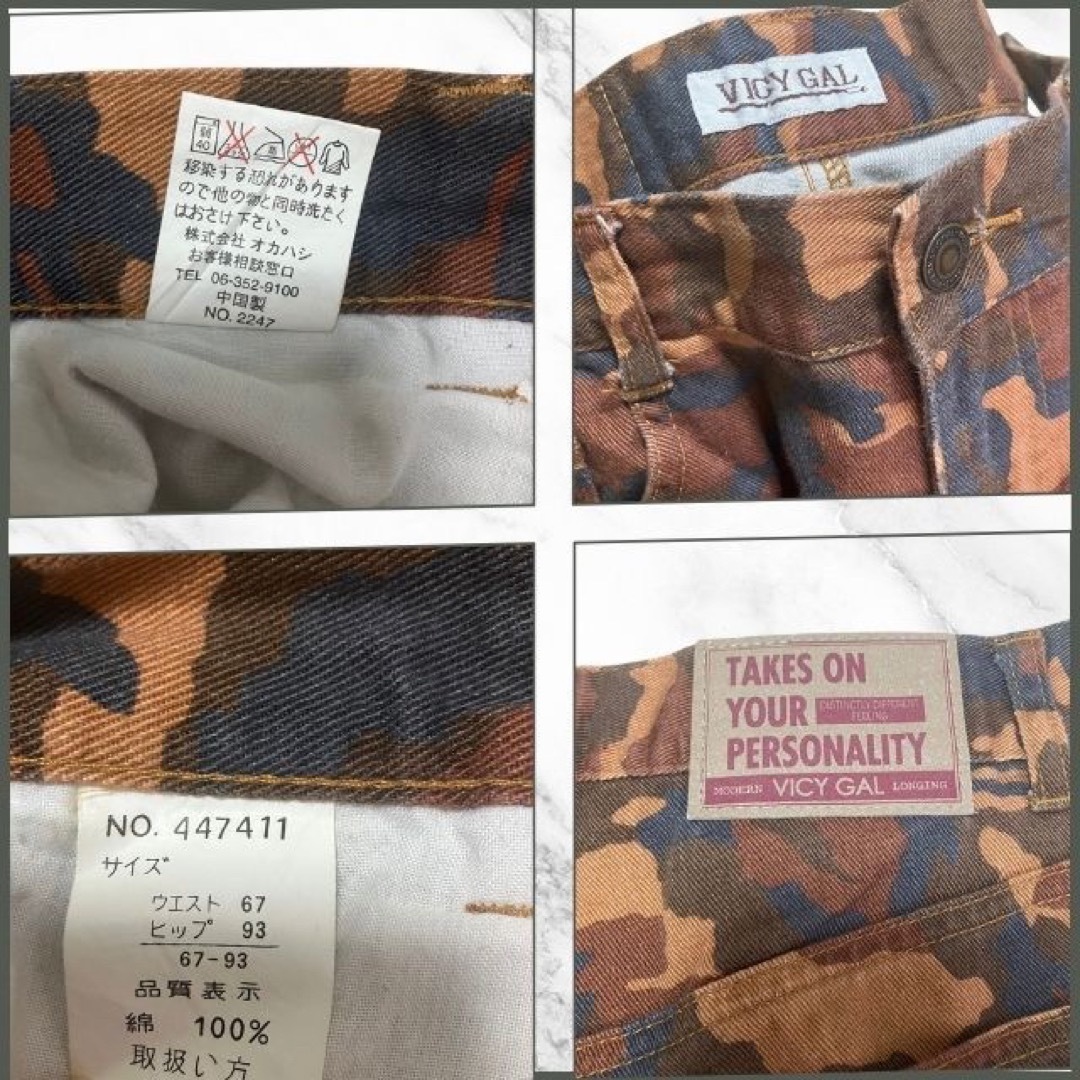 弱
40
移染する恐れがあります
ので他の物と同時洗たく
はおさけ下さい。
株式会社 オカハシ
お客様相談窓口
TEL 06-352-9100
中国製
NO. 2247
VICY GAL
NO. 447411
サイズ
ウエスト 67
ヒップ 93
67-93
品質表示
綿 100%
取扱い方
TAKES ON
YOUR DISTINCTLY DIFFERENT FEELING
PERSONALITY
MODERN VICY GAL LONGING